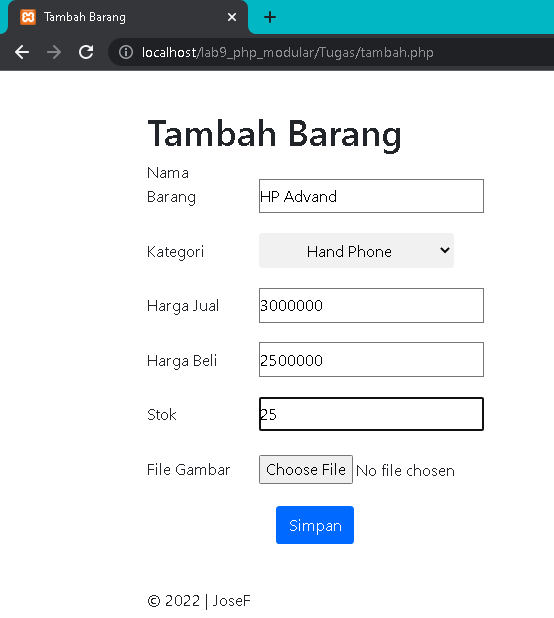 Tambah Barang
localhost/lab9_php_modular/Tugas/tambah.php
Tambah Barang
Nama
Barang
HP Advand
Kategori
Hand Phone
Harga Jual
3000000
Harga Beli
2500000
Stok
25
File Gambar
Choose File No file chosen
Simpan
© 2022 | JoseF